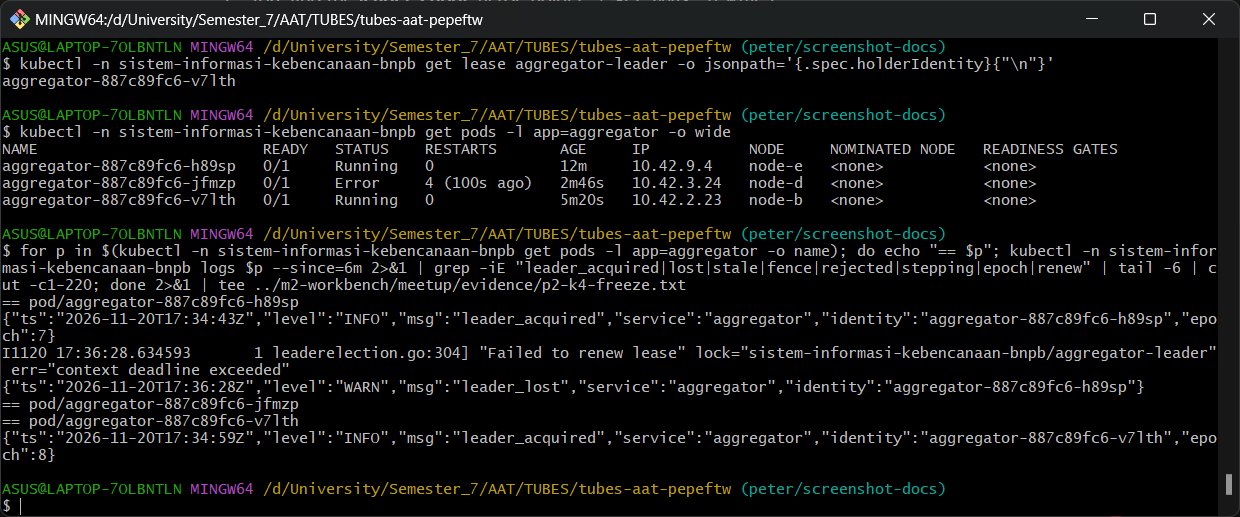 MINGW64:/d/University/Semester_7/AAT/TUBES/tubes-aat-pepeftw
ASUS@LAPTOP-7OLBNTLN MINGW64 /d/University/Semester_7/AAT/TUBES/tubes-aat-pepeftw (peter/screenshot-docs)
$ kubectl -n sistem-informasi-kebencanaan-bnpb get lease aggregator-leader -o jsonpath='{.spec.holderIdentity}{"\n"}'
aggregator-887c89fc6-v7lth
ASUS@LAPTOP-7OLBNTLN MINGW64 /d/University/Semester_7/AAT/TUBES/tubes-aat-pepeftw (peter/screenshot-docs)
$ kubectl -n sistem-informasi-kebencanaan-bnpb get pods -l app=aggregator -o wide
NAME                         READY   STATUS    RESTARTS       AGE     IP           NODE     NOMINATED NODE   READINESS GATES
aggregator-887c89fc6-h89sp   0/1     Running   0              12m     10.42.9.4    node-e   <none>           <none>
aggregator-887c89fc6-jfmzp   0/1     Error     4 (100s ago)   2m46s   10.42.3.24   node-d   <none>           <none>
aggregator-887c89fc6-v7lth   0/1     Running   0              5m20s   10.42.2.23   node-b   <none>           <none>
ASUS@LAPTOP-7OLBNTLN MINGW64 /d/University/Semester_7/AAT/TUBES/tubes-aat-pepeftw (peter/screenshot-docs)
$ for p in $(kubectl -n sistem-informasi-kebencanaan-bnpb get pods -l app=aggregator -o name); do echo "== $p"; kubectl -n sistem-infor
masi-kebencanaan-bnpb logs $p --since=6m 2>&1 | grep -iE "leader_acquired|lost|stale|fence|rejected|stepping|epoch|renew" | tail -6 | c
ut -c1-220; done 2>&1 | tee ../m2-workbench/meetup/evidence/p2-k4-freeze.txt
== pod/aggregator-887c89fc6-h89sp
{"ts":"2026-11-20T17:34:43Z","level":"INFO","msg":"leader_acquired","service":"aggregator","identity":"aggregator-887c89fc6-h89sp","epo
ch":7}
I1120 17:36:28.634593       1 leaderelection.go:304] "Failed to renew lease" lock="sistem-informasi-kebencanaan-bnpb/aggregator-leader"
 err="context deadline exceeded"
{"ts":"2026-11-20T17:36:28Z","level":"WARN","msg":"leader_lost","service":"aggregator","identity":"aggregator-887c89fc6-h89sp"}
== pod/aggregator-887c89fc6-jfmzp
== pod/aggregator-887c89fc6-v7lth
{"ts":"2026-11-20T17:34:59Z","level":"INFO","msg":"leader_acquired","service":"aggregator","identity":"aggregator-887c89fc6-v7lth","epo
ch":8}
ASUS@LAPTOP-7OLBNTLN MINGW64 /d/University/Semester_7/AAT/TUBES/tubes-aat-pepeftw (peter/screenshot-docs)
$